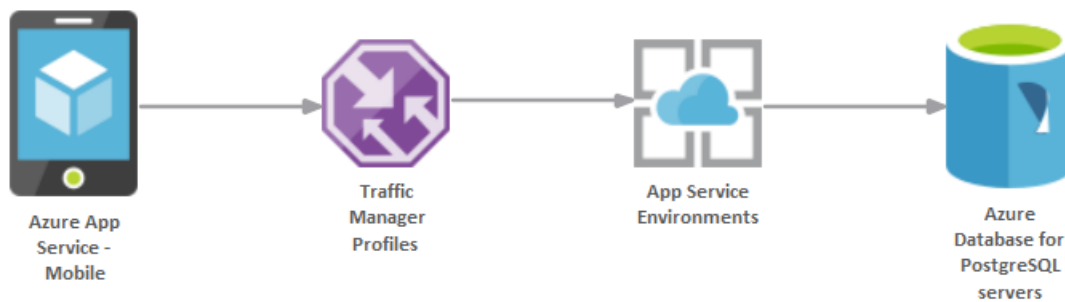 Azure App
Service -
Mobile
Traffic
Manager
Profiles
App Service
Environments
Azure
Database for
PostgreSQL
servers